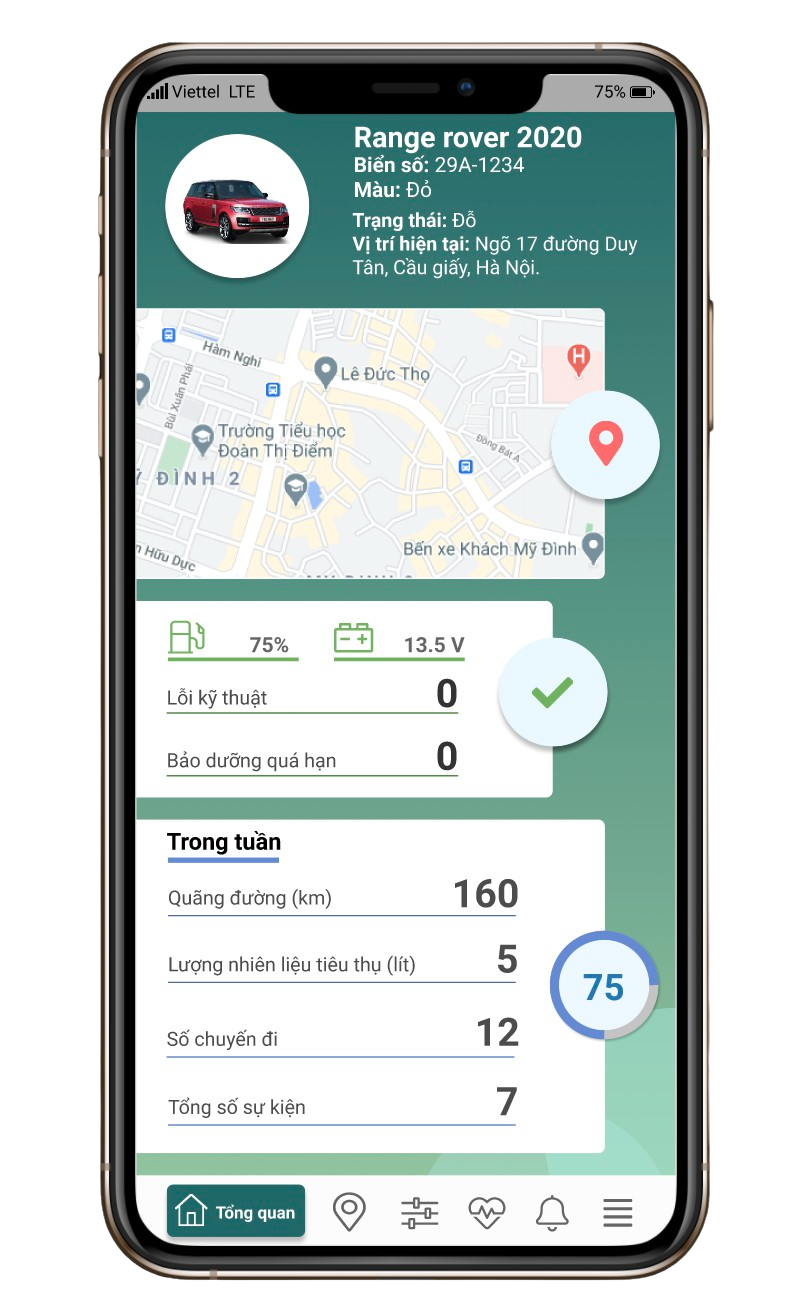 Viettel LTE
75%
Range rover 2020
Biển số: 29A-1234
Màu: Đỏ
Trạng thái: Đỗ
Vị trí hiện tại: Ngõ 17 đường Duy
Tân, Cầu giấy, Hà Nội.
Hàm Nghi
Bùi Xuân Phái
Lê Đức Thọ
H
Trường Tiểu học
Đoàn Thị Điểm
Đồng Bát A
ĐÌNH 2
Bến xe Khách Mỹ Đình
Hữu Dực
75%
13.5 V
Lỗi kỹ thuật 0
Bảo dưỡng quá hạn 0
Trong tuần
Quãng đường (km) 160
Lượng nhiên liệu tiêu thụ (lít) 5
75
Số chuyến đi 12
Tổng số sự kiện 7
Tổng quan